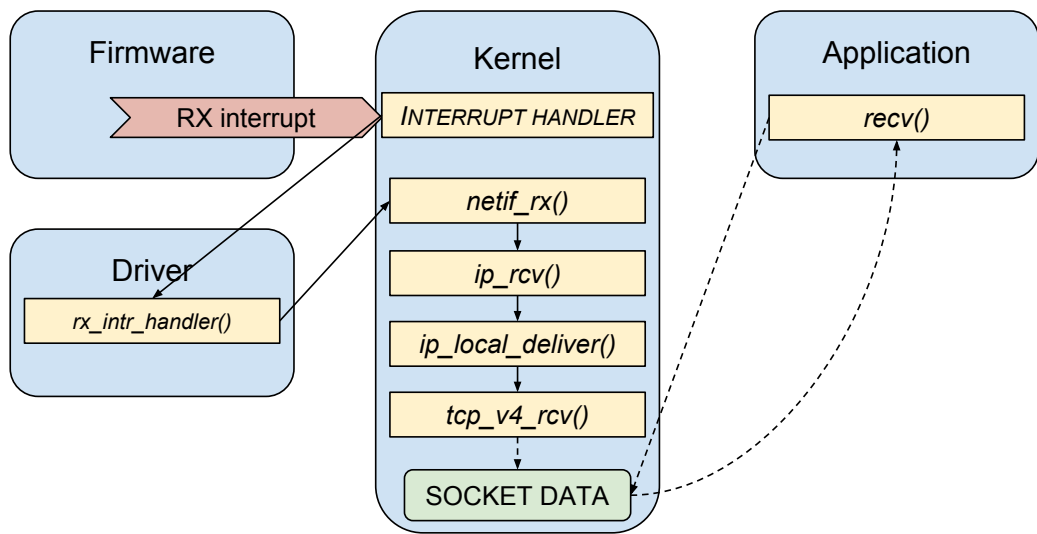 Firmware
RX interrupt
Driver
rx_intr_handler()
Kernel
INTERRUPT HANDLER
netif_rx()
ip_rcv()
ip_local_deliver()
tcp_v4_rcv()
SOCKET DATA
Application
recv()